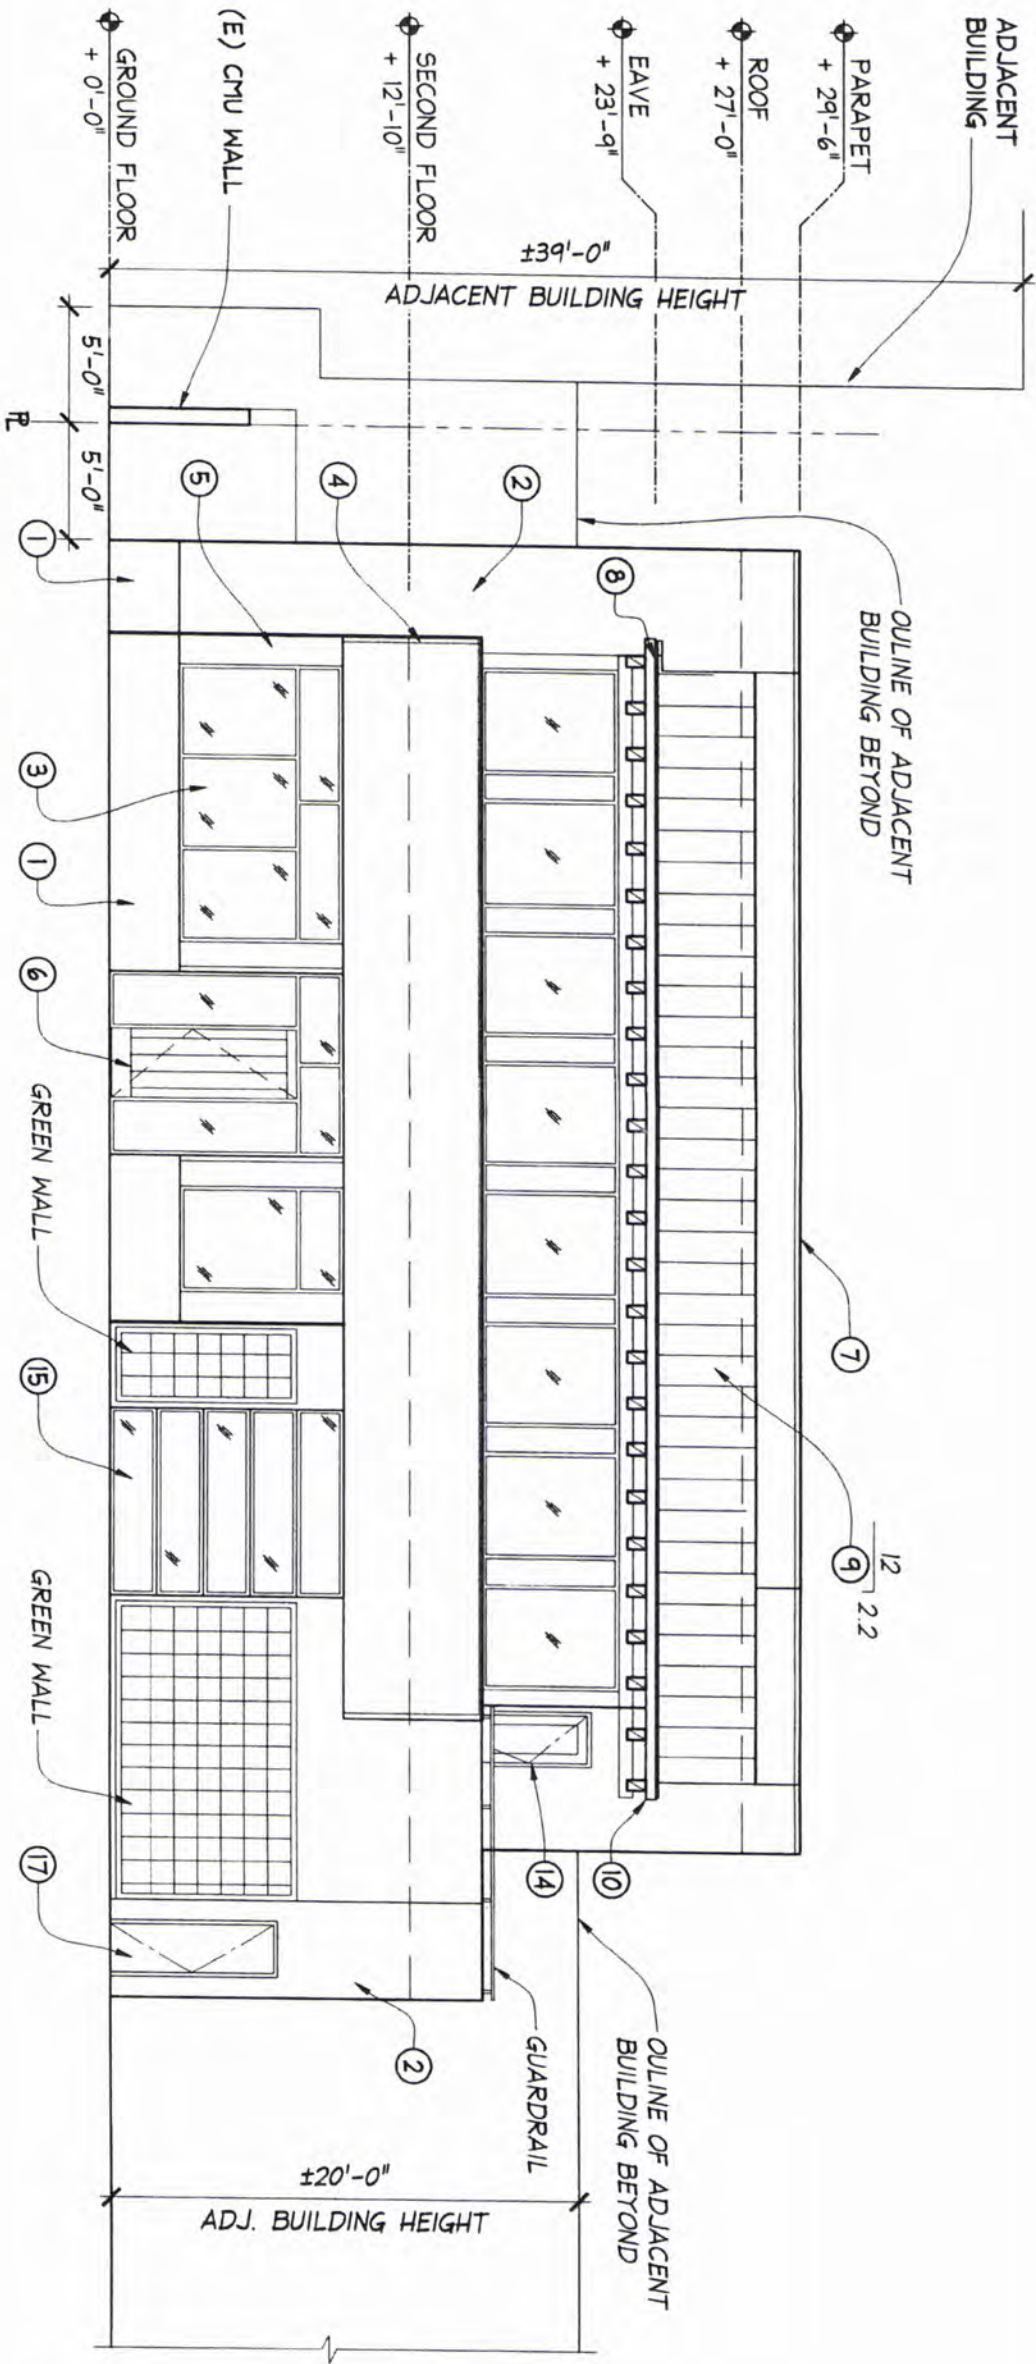 ADJACENT
BUILDING
PARAPET
+ 29'-6"
ROOF
+ 27'-0"
EAVE
+ 23'-9"
SECOND FLOOR
+ 12'-10"
(E) CMU WALL
GROUND FLOOR
+ 0'-0"
±39'-0"
ADJACENT BUILDING HEIGHT
5'-0"
5'-0"
PL
OULINE OF ADJACENT
BUILDING BEYOND
2
4
5
1
8
3
1
6
GREEN WALL
7
15
12
9
2.2
GREEN WALL
17
14
10
2
GUARDRAIL
OULINE OF ADJACENT
BUILDING BEYOND
±20'-0"
ADJ. BUILDING HEIGHT